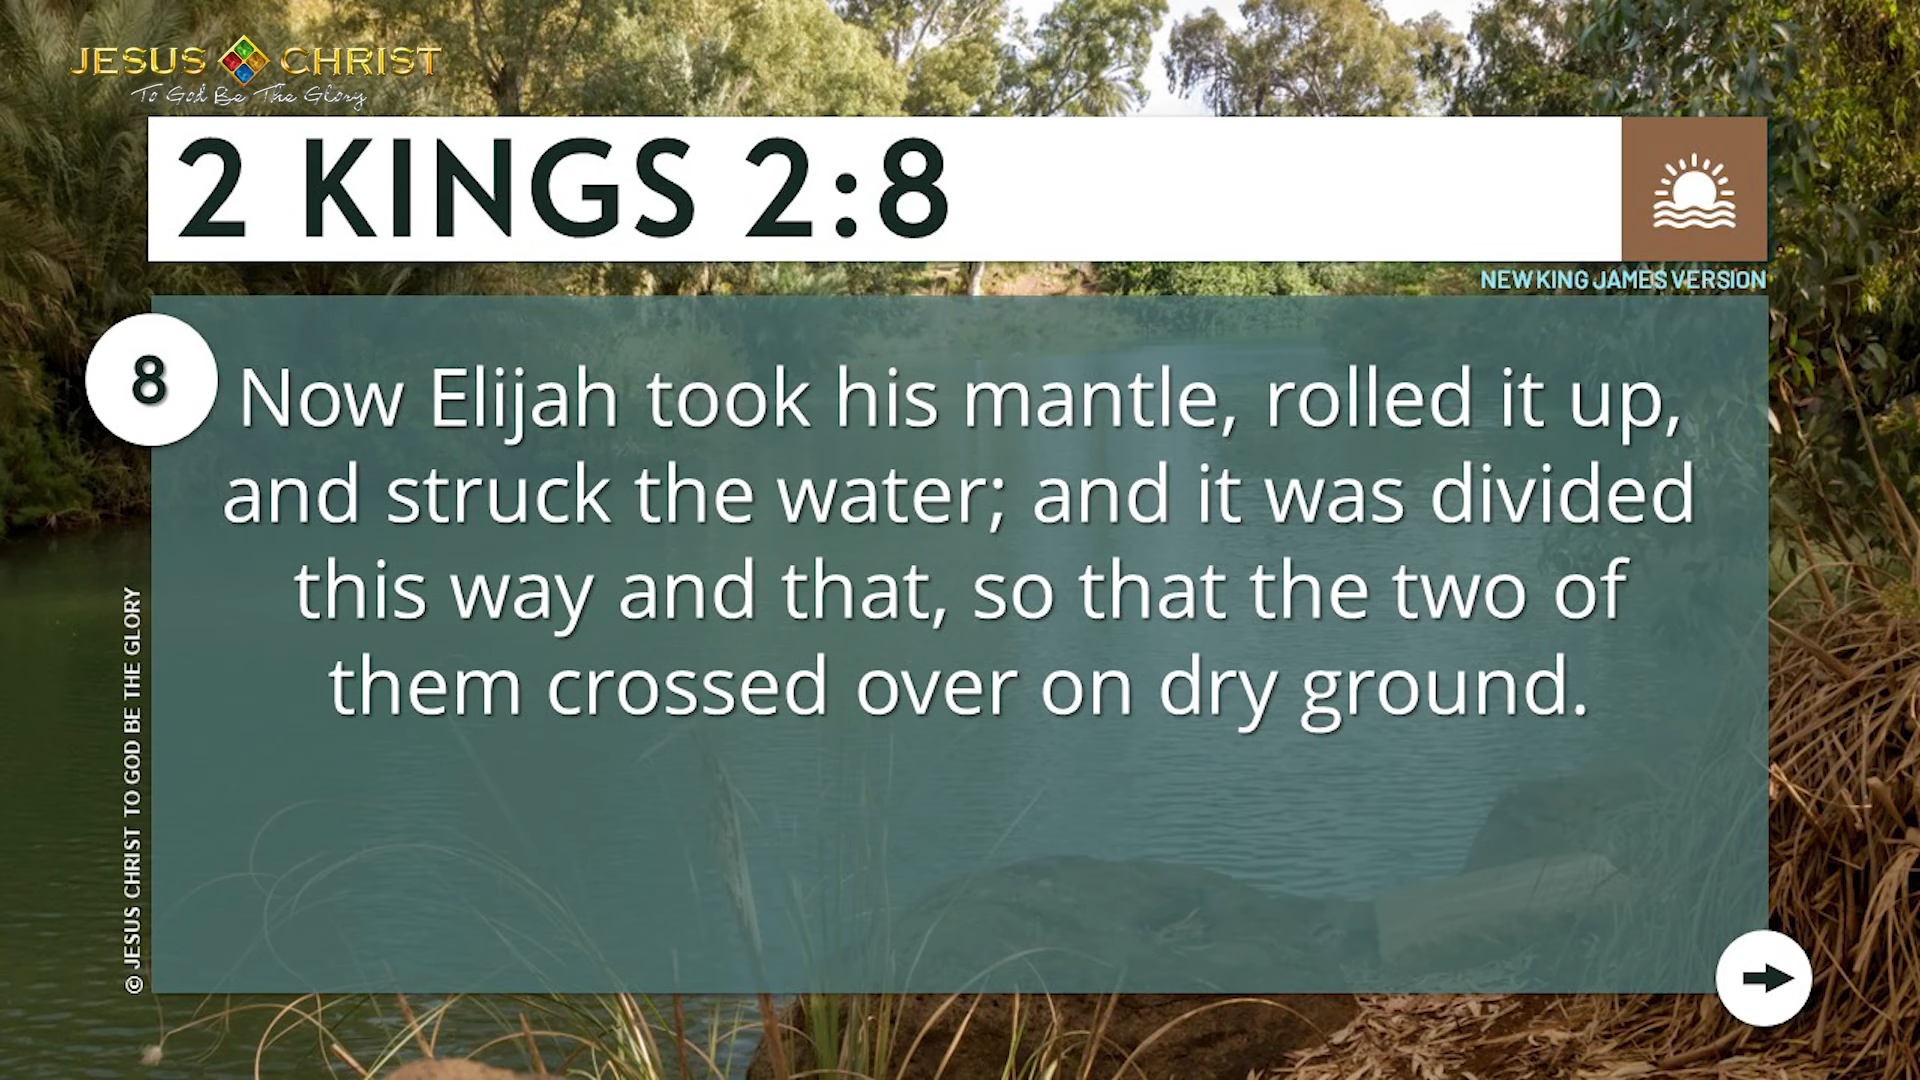 JESUS CHRIST
To God Be The Glory
2 KINGS 2:8
NEW KING JAMES VERSION
8
Now Elijah took his mantle, rolled it up,
and struck the water; and it was divided
this way and that, so that the two of
them crossed over on dry ground.
© JESUS CHRIST TO GOD BE THE GLORY